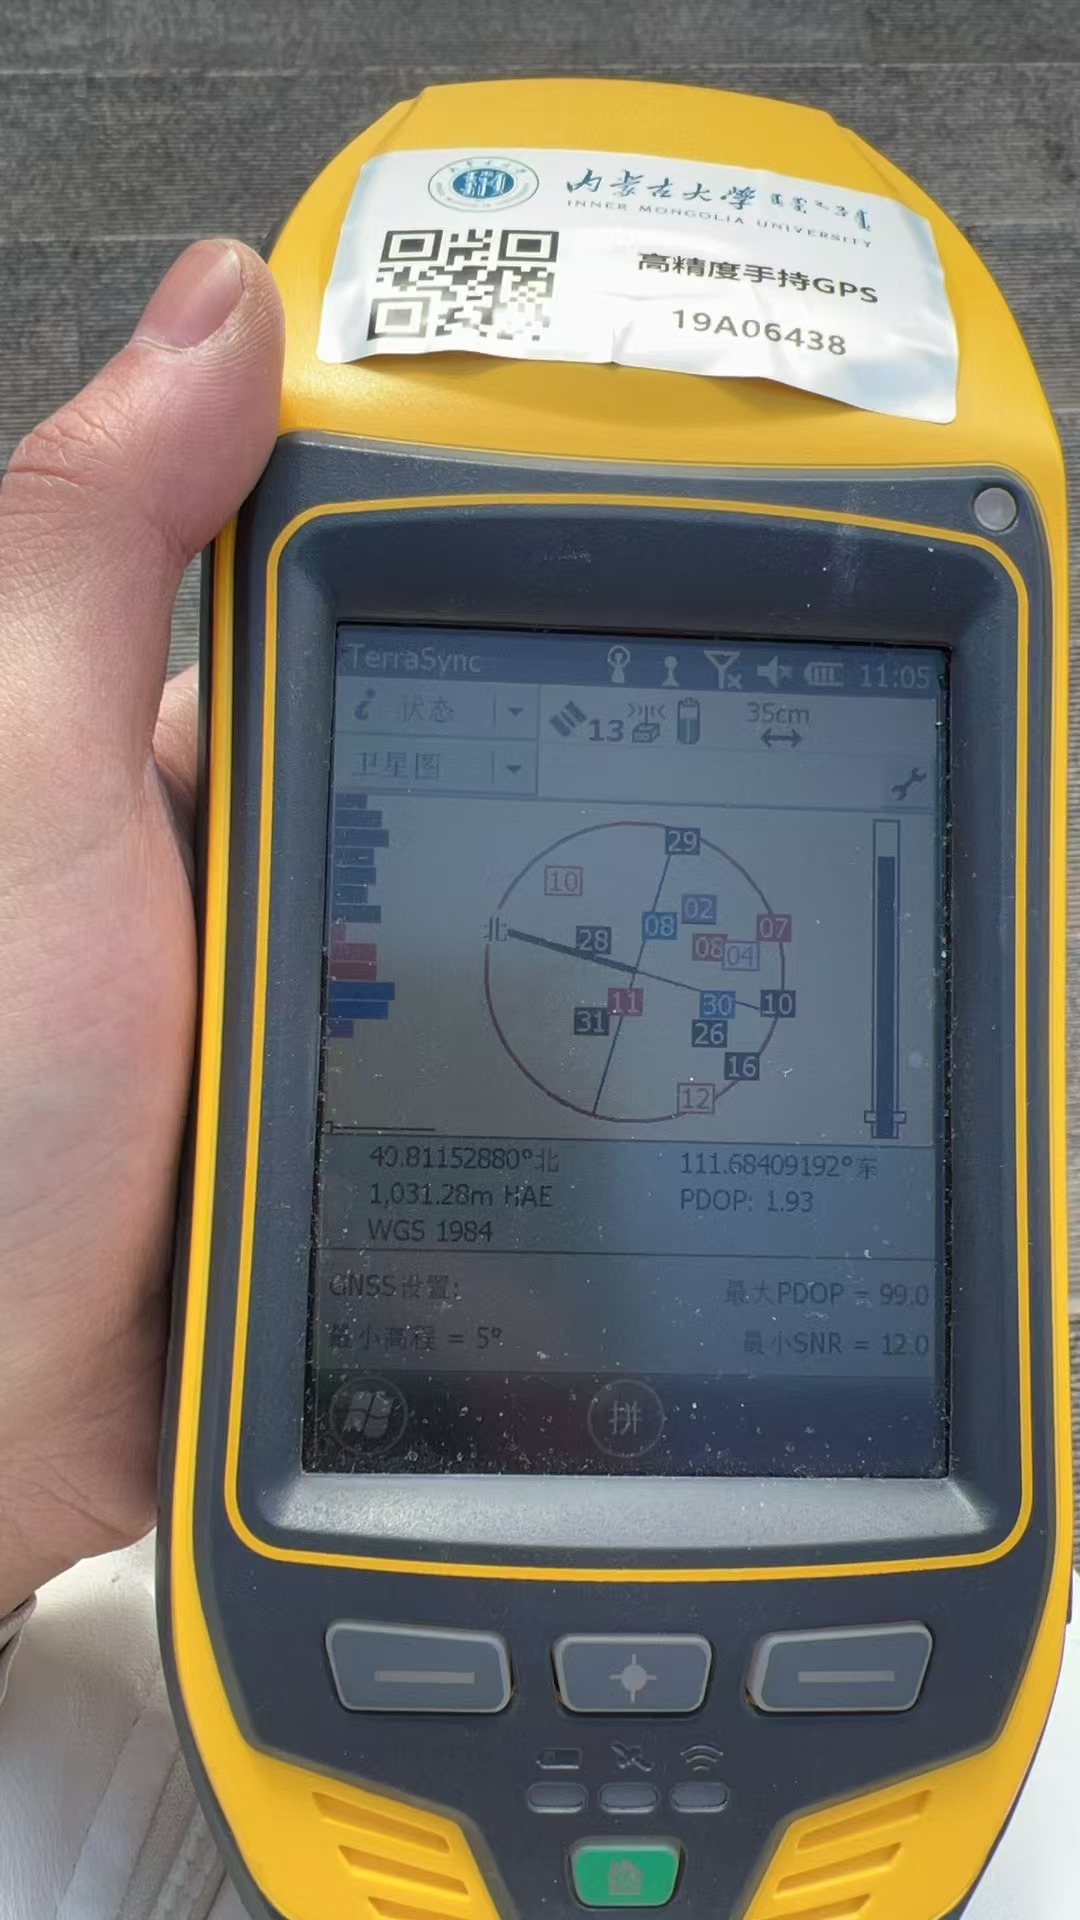 内蒙古大学
INNER MONGOLIA UNIVERSITY
高精度手持GPS
19A06438
TerraSync 11:05
状态 13 35cm
卫星图
29
10
02
08 07
28 08 04
北
11 30 10
31 26
16
12
40.81152880°北 111.68409192°东
1,031.28m HAE PDOP: 1.93
WGS 1984
GNSS设置: 最大PDOP = 99.0
最小高程 = 5° 最小SNR = 12.0
拼